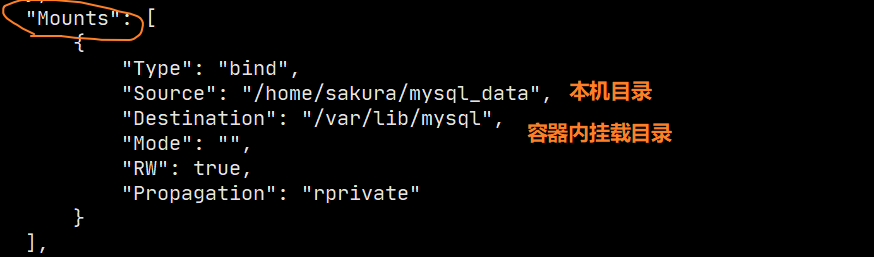 "Mounts": [
{
"Type": "bind",
"Source": "/home/sakura/mysql_data", 本机目录
"Destination": "/var/lib/mysql", 容器内挂载目录
"Mode": "",
"RW": true,
"Propagation": "rprivate"
}
],